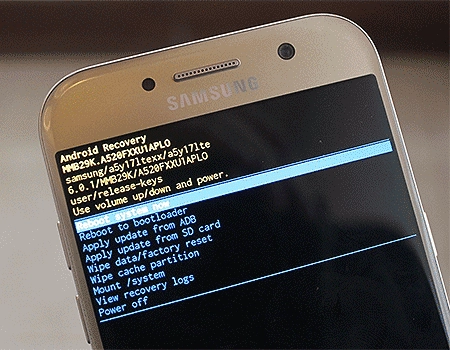 SAMSUNG
Android Recovery
MMB29K.A520FXXU1APLO
samsung/a5y17ltexx/a5y17lte
6.0.1/MMB29K/A520FXXU1APLO
user/release-keys
Use volume up/down and power.
Reboot system now
Reboot to bootloader
Apply update from ADB
Apply update from SD card
Wipe data/factory reset
Wipe cache partition
Mount /system
View recovery logs
Power off